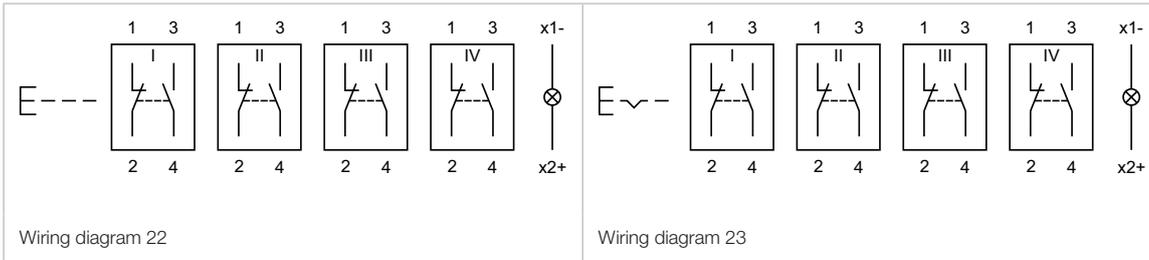 1 3 1 3 1 3 1 3 x1-
I II III IV
2 4 2 4 2 4 2 4 x2+
Wiring diagram 22
1 3 1 3 1 3 1 3 x1-
I II III IV
2 4 2 4 2 4 2 4 x2+
Wiring diagram 23